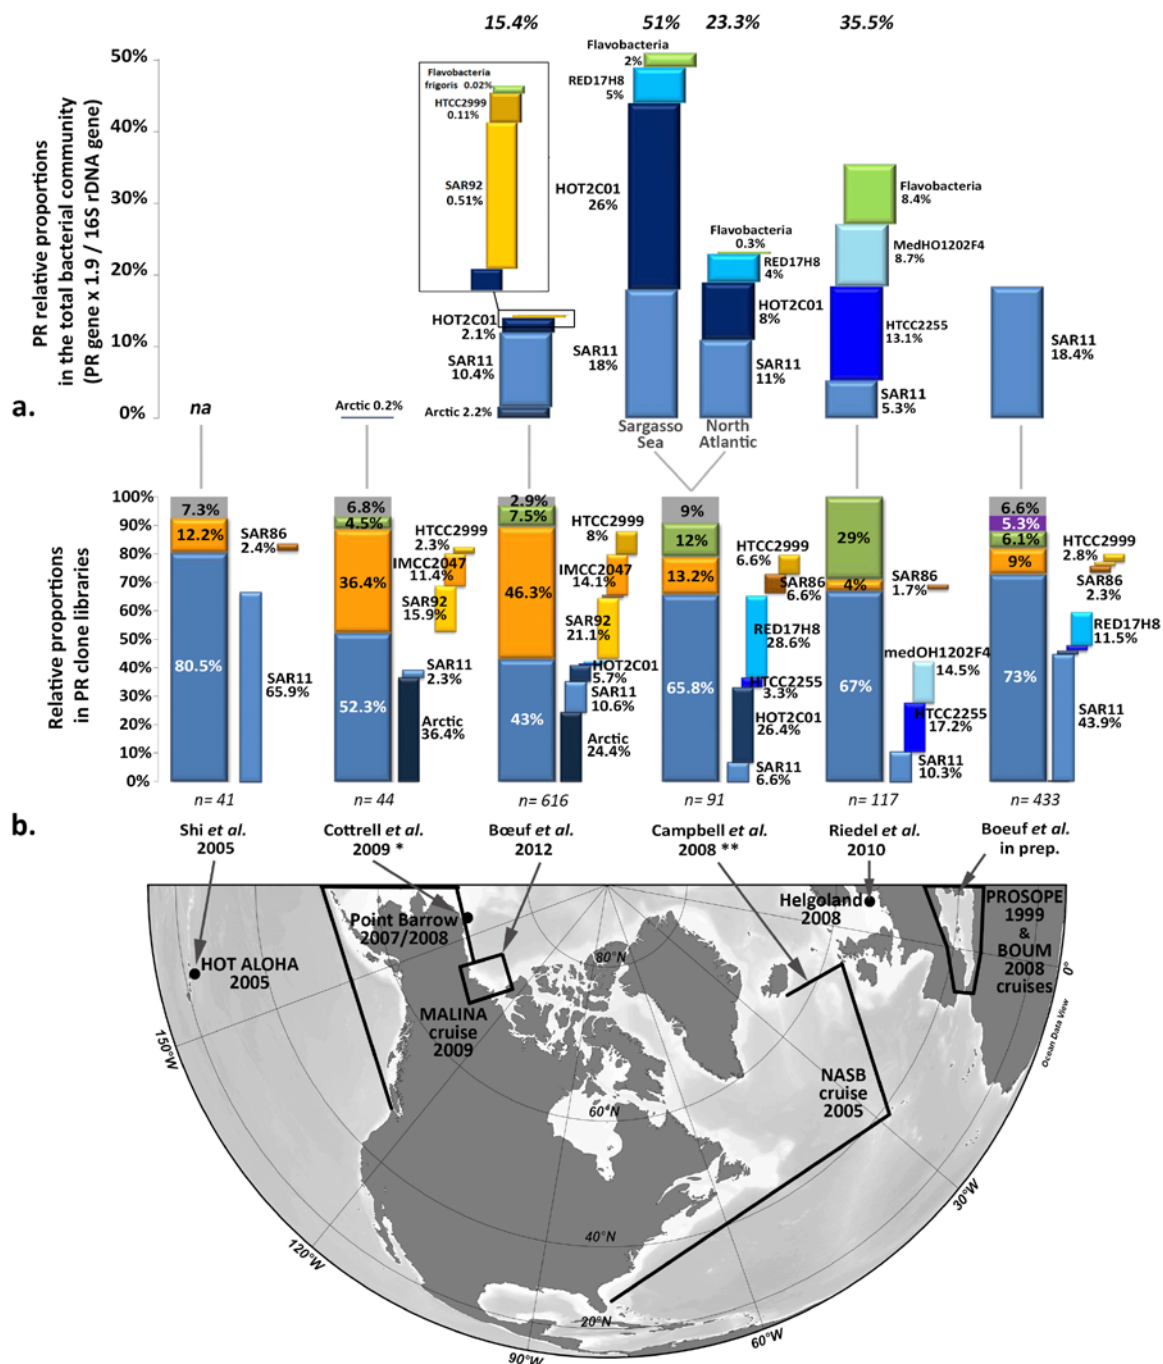 15.4%
51%
23.3%
35.5%
PR relative proportions
in the total bacterial community
(PR gene x 1.9 / 16S rDNA gene)
50%
40%
30%
20%
10%
0%
a.
na
Arctic 0.2%
Flavobacteria
frigoris 0.02%
HTCC2999
0.11%
SAR92
0.51%
HOT2C01
2.1%
SAR11
10.4%
Arctic 2.2%
Flavobacteria
2%
RED17H8
5%
HOT2C01
26%
SAR11
18%
Sargasso
Sea
Flavobacteria
0.3%
RED17H8
4%
HOT2C01
8%
SAR11
11%
North
Atlantic
Flavobacteria
8.4%
MedHO1202F4
8.7%
HTCC2255
13.1%
SAR11
5.3%
SAR11
18.4%
Relative proportions
in PR clone libraries
100%
90%
80%
70%
60%
50%
40%
30%
20%
10%
0%
7.3%
12.2%
80.5%
SAR86
2.4%
SAR11
65.9%
n= 41
6.8%
4.5%
36.4%
52.3%
HTCC2999
2.3%
IMCC2047
11.4%
SAR92
15.9%
SAR11
2.3%
Arctic
36.4%
n= 44
2.9%
7.5%
46.3%
43%
HTCC2999
8%
IMCC2047
14.1%
SAR92
21.1%
HOT2C01
5.7%
SAR11
10.6%
Arctic
24.4%
n= 616
9%
12%
13.2%
65.8%
HTCC2999
6.6%
SAR86
6.6%
RED17H8
28.6%
HTCC2255
3.3%
HOT2C01
26.4%
SAR11
6.6%
n= 91
29%
4%
67%
SAR86
1.7%
medOH1202F4
14.5%
HTCC2255
17.2%
SAR11
10.3%
n= 117
6.6%
5.3%
6.1%
9%
73%
HTCC2999
2.8%
SAR86
2.3%
RED17H8
11.5%
SAR11
43.9%
n= 433
b.
Shi et al.
2005
Cottrell et al.
2009 *
Bœuf et al.
2012
Campbell et al.
2008 **
Riedel et al.
2010
Boeuf et al.
in prep.
HOT ALOHA
2005
Point Barrow
2007/2008
MALINA
cruise
2009
Helgoland
2008
PROSOPE
1999
&
BOUM
2008
cruises
NASB
cruise
2005
80°N
60°N
40°N
20°N
150°W
120°W
90°W
60°W
30°W
0°
Ocean Data View